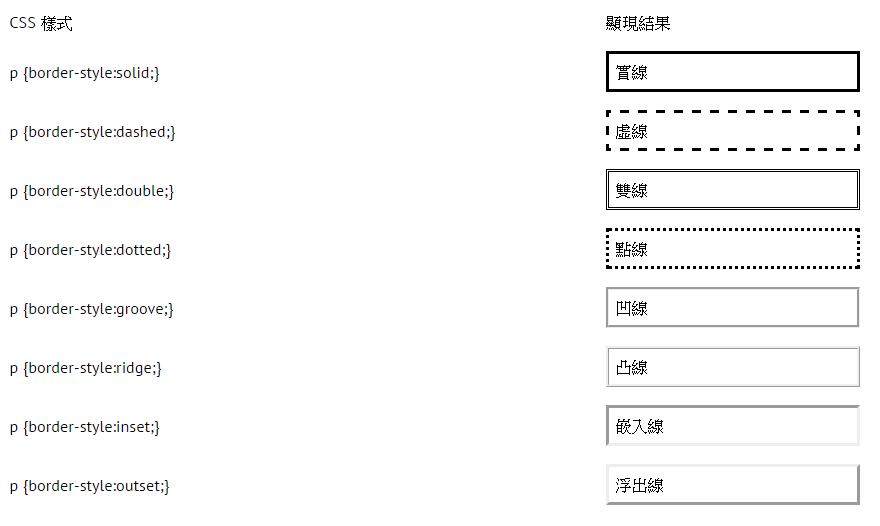 CSS 樣式 顯現結果
p {border-style:solid;} 實線
p {border-style:dashed;} 虛線
p {border-style:double;} 雙線
p {border-style:dotted;} 點線
p {border-style:groove;} 凹線
p {border-style:ridge;} 凸線
p {border-style:inset;} 嵌入線
p {border-style:outset;} 浮出線